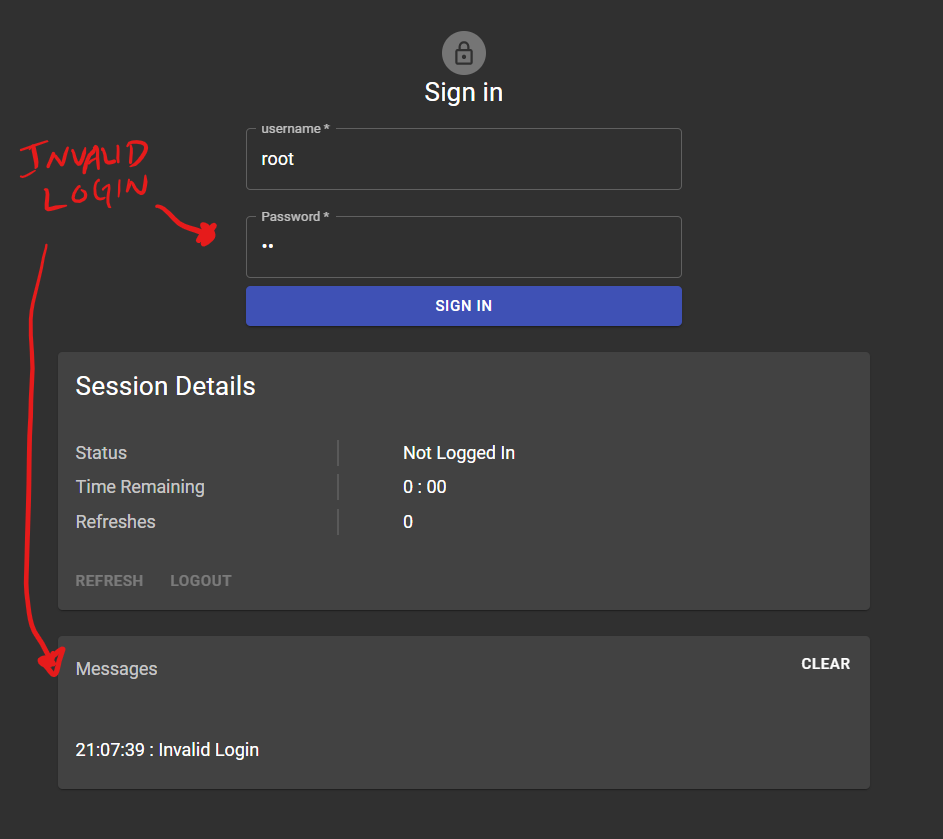 Sign in
username *
root
INVALID
LOGIN
Password *
••
SIGN IN
Session Details
Status Not Logged In
Time Remaining 0 : 00
Refreshes 0
REFRESH LOGOUT
Messages CLEAR
21:07:39 : Invalid Login